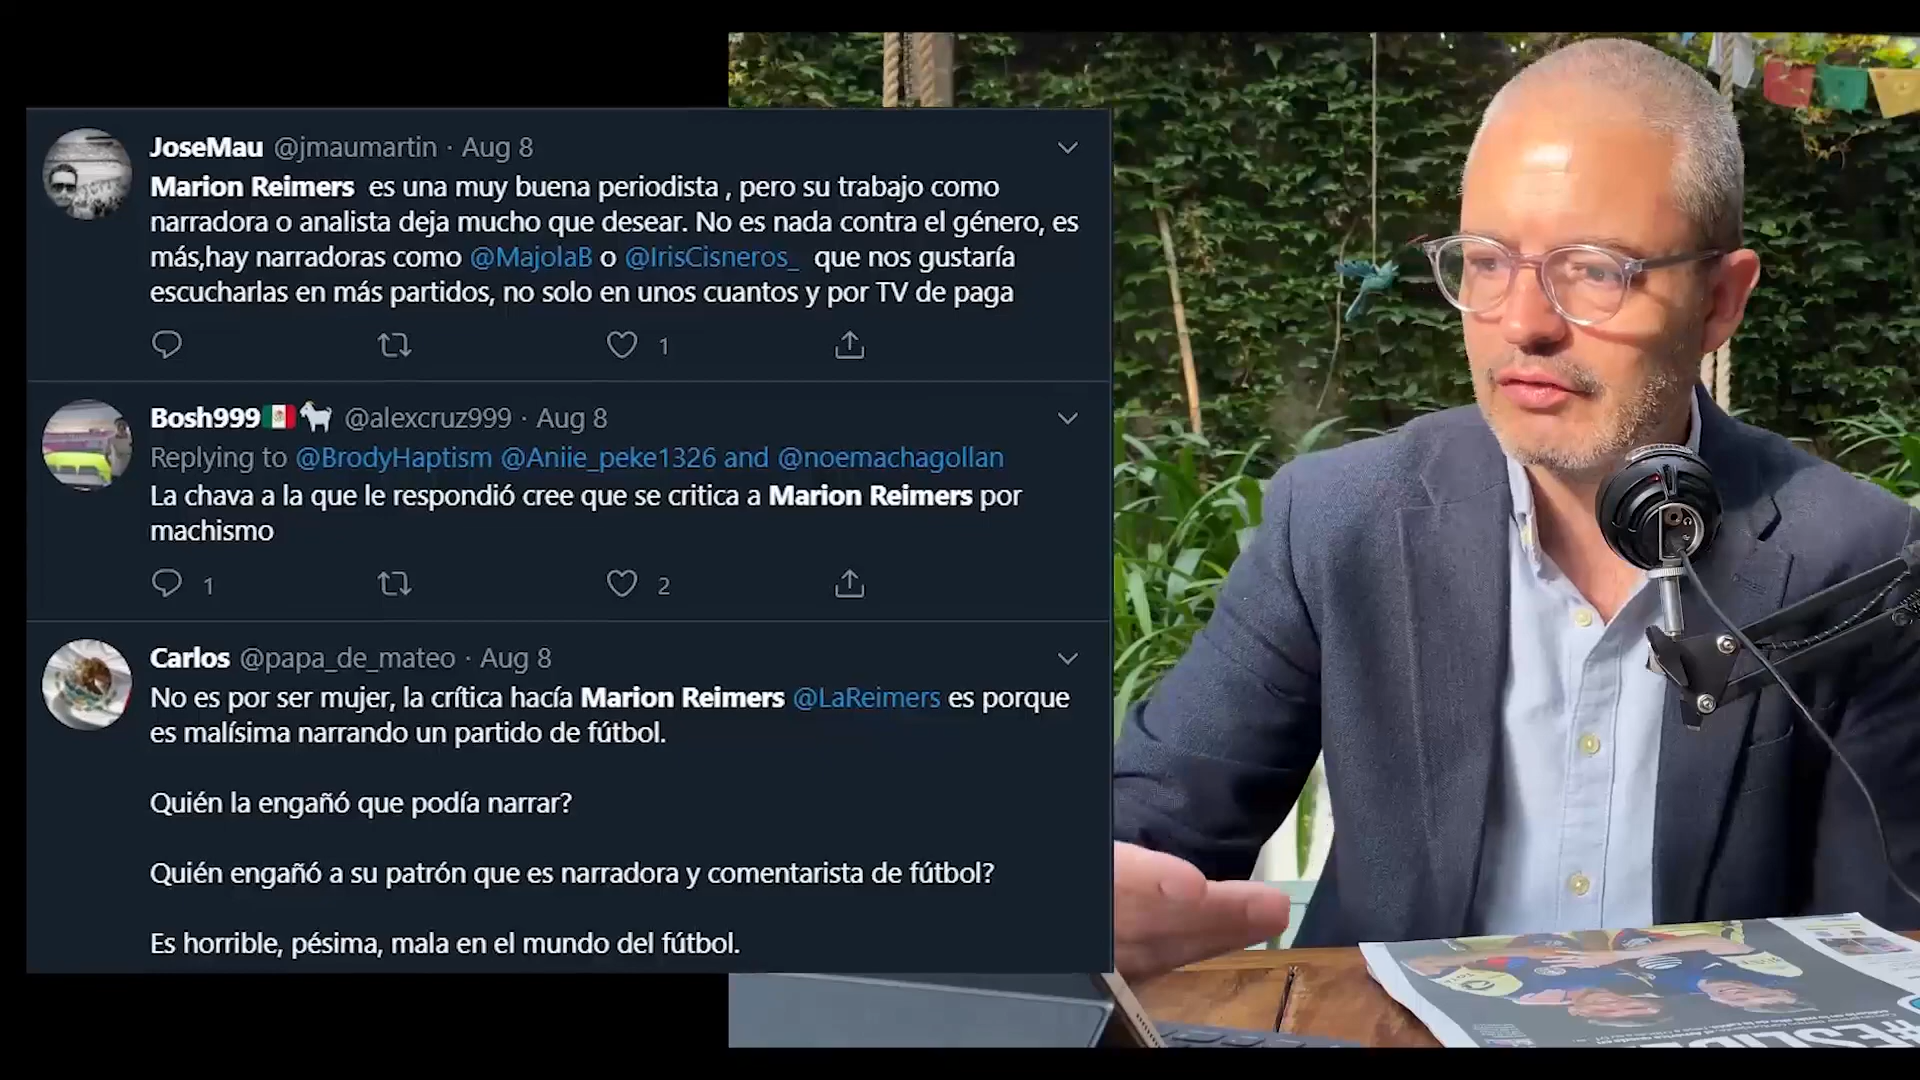 JoseMau @jmaumartin · Aug 8
Marion Reimers es una muy buena periodista , pero su trabajo como
narradora o analista deja mucho que desear. No es nada contra el género, es
más,hay narradoras como @MajolaB o @IrisCisneros_ que nos gustaría
escucharlas en más partidos, no solo en unos cuantos y por TV de paga
1
Bosh999 @alexcruz999 · Aug 8
Replying to @BrodyHaptism @Aniie_peke1326 and @noemachagollan
La chava a la que le respondió cree que se critica a Marion Reimers por
machismo
1 2
Carlos @papa_de_mateo · Aug 8
No es por ser mujer, la crítica hacía Marion Reimers @LaReimers es porque
es malísima narrando un partido de fútbol.
Quién la engañó que podía narrar?
Quién engañó a su patrón que es narradora y comentarista de fútbol?
Es horrible, pésima, mala en el mundo del fútbol.